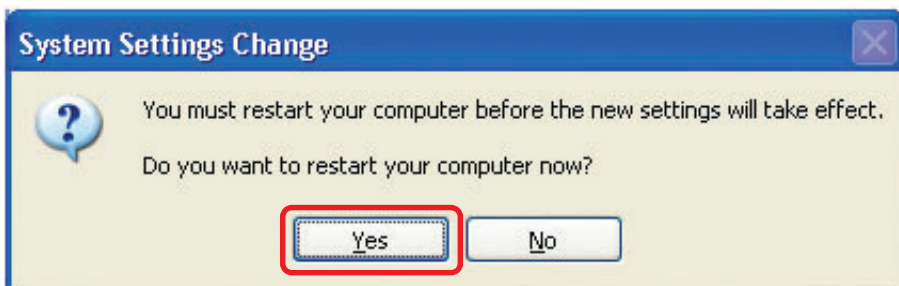 System Settings Change
You must restart your computer before the new settings will take effect.
Do you want to restart your computer now?
Yes
No